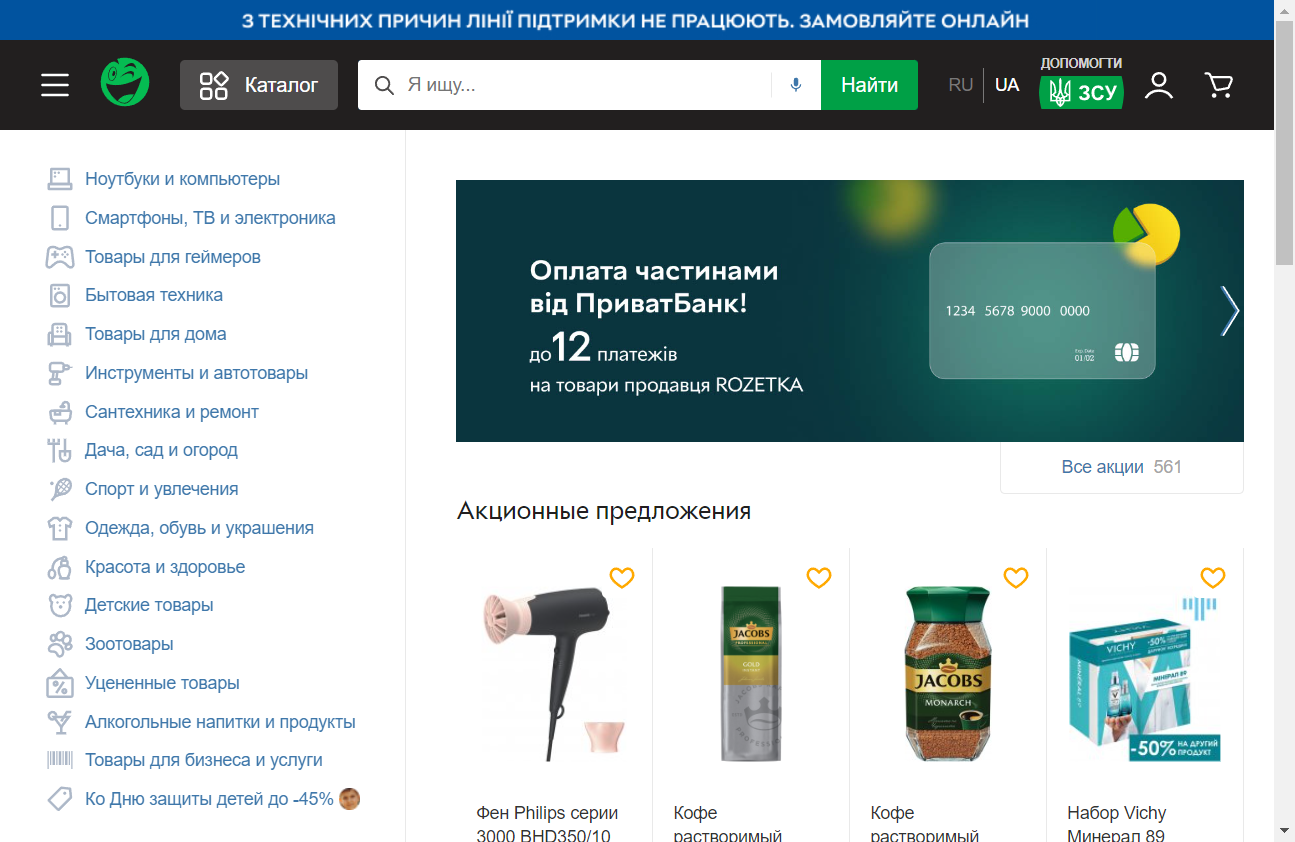 З ТЕХНІЧНИХ ПРИЧИН ЛІНІЇ ПІДТРИМКИ НЕ ПРАЦЮЮТЬ. ЗАМОВЛЯЙТЕ ОНЛАЙН
Каталог
Я ищу...
Найти
RU
UA
ДОПОМОГТИ
ЗСУ
Ноутбуки и компьютеры
Смартфоны, ТВ и электроника
Товары для геймеров
Бытовая техника
Товары для дома
Инструменты и автотовары
Сантехника и ремонт
Дача, сад и огород
Спорт и увлечения
Одежда, обувь и украшения
Красота и здоровье
Детские товары
Зоотовары
Уцененные товары
Алкогольные напитки и продукты
Товары для бизнеса и услуги
Ко Дню защиты детей до -45%
Оплата частинами
від ПриватБанк!
до 12 платежів
на товари продавця ROZETKA
1234 5678 9000 0000
01/02
Все акции 561
Акционные предложения
JACOBS
GOLD
JACOBS
MONARCH
VICHY
-50%
МИНЕРАЛ 89
-50% НА ДРУГИЙ
ПРОДУКТ
Фен Philips серии
3000 BHD350/10
Кофе
растворимый
Кофе
растворимый
Набор Vichy
Минерал 89